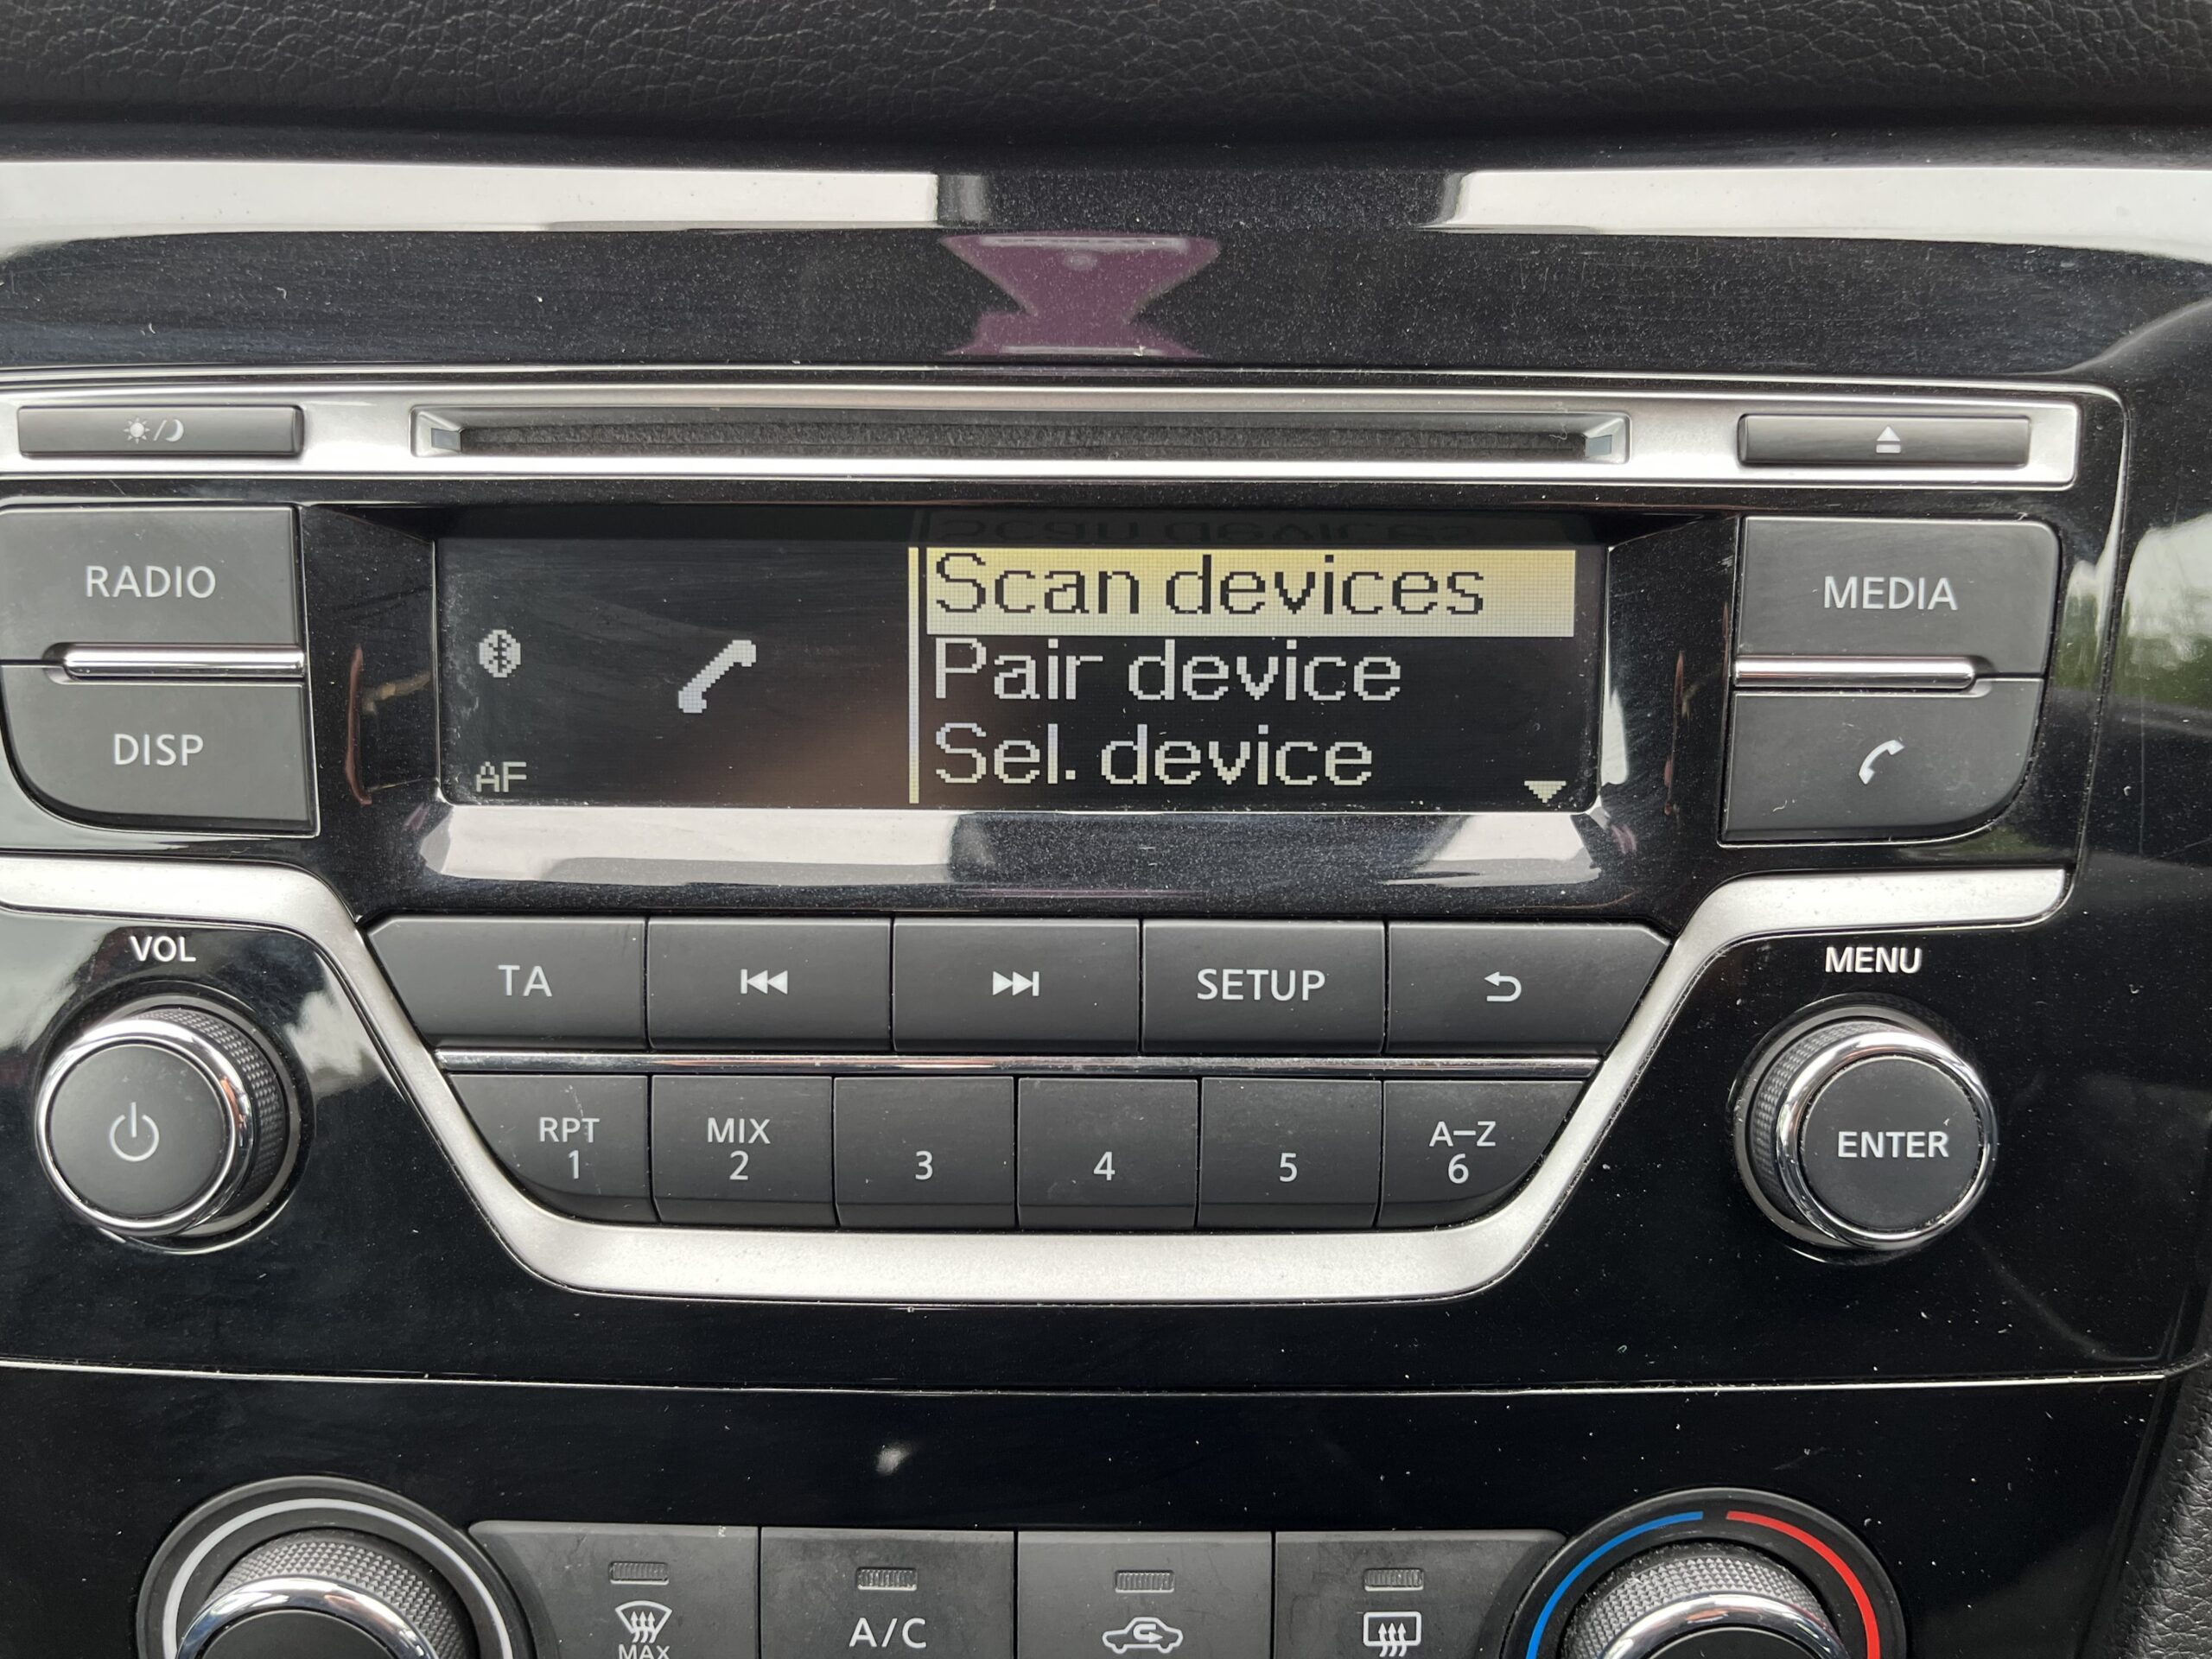 RADIO
DISP
AF
Scan devices
Pair device
Sel. device
MEDIA
VOL
TA
SETUP
MENU
RPT
1
MIX
2
3
4
5
A–Z
6
ENTER
MAX
A/C